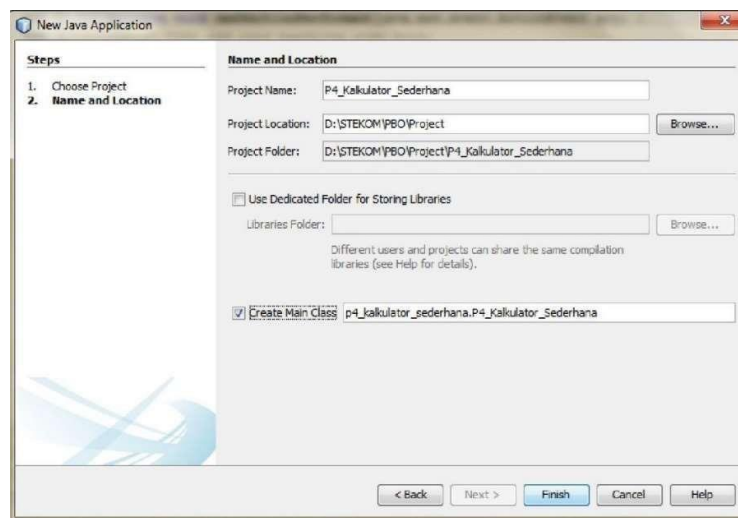 New Java Application
Steps
1. Choose Project
2. Name and Location
Name and Location
Project Name: P4_Kalkulator_Sederhana
Project Location: D:\STEKOM\PBO\Project Browse...
Project Folder: D:\STEKOM\PBO\Project\P4_Kalkulator_Sederhana
Use Dedicated Folder for Storing Libraries
Libraries Folder: Browse...
Different users and projects can share the same compilation
libraries (see Help for details).
Create Main Class p4_kalkulator_sederhana.P4_Kalkulator_Sederhana
< Back Next > Finish Cancel Help